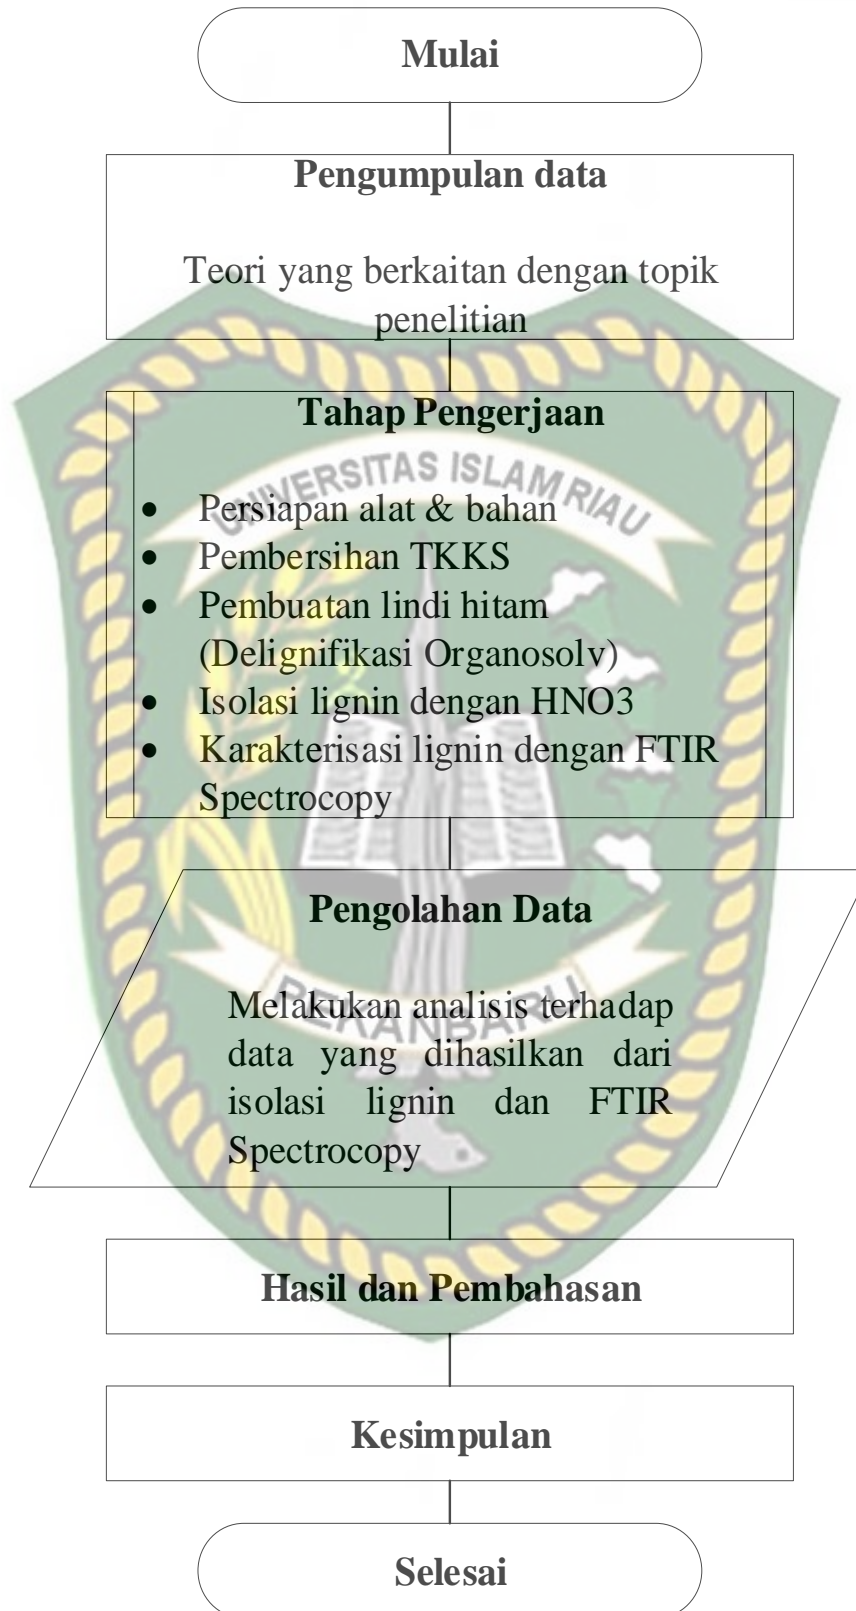 Mulai
Pengumpulan data
Teori yang berkaitan dengan topik
penelitian
Tahap Pengerjaan
UNIVERSITAS ISLAM RIAU
• Persiapan alat & bahan
• Pembersihan TKKS
• Pembuatan lindi hitam
(Delignifikasi Organosolv)
• Isolasi lignin dengan HNO3
• Karakterisasi lignin dengan FTIR
Spectrocopy
Pengolahan Data
PEKANBARU
Melakukan analisis terhadap
data yang dihasilkan dari
isolasi lignin dan FTIR
Spectrocopy
Hasil dan Pembahasan
Kesimpulan
Selesai